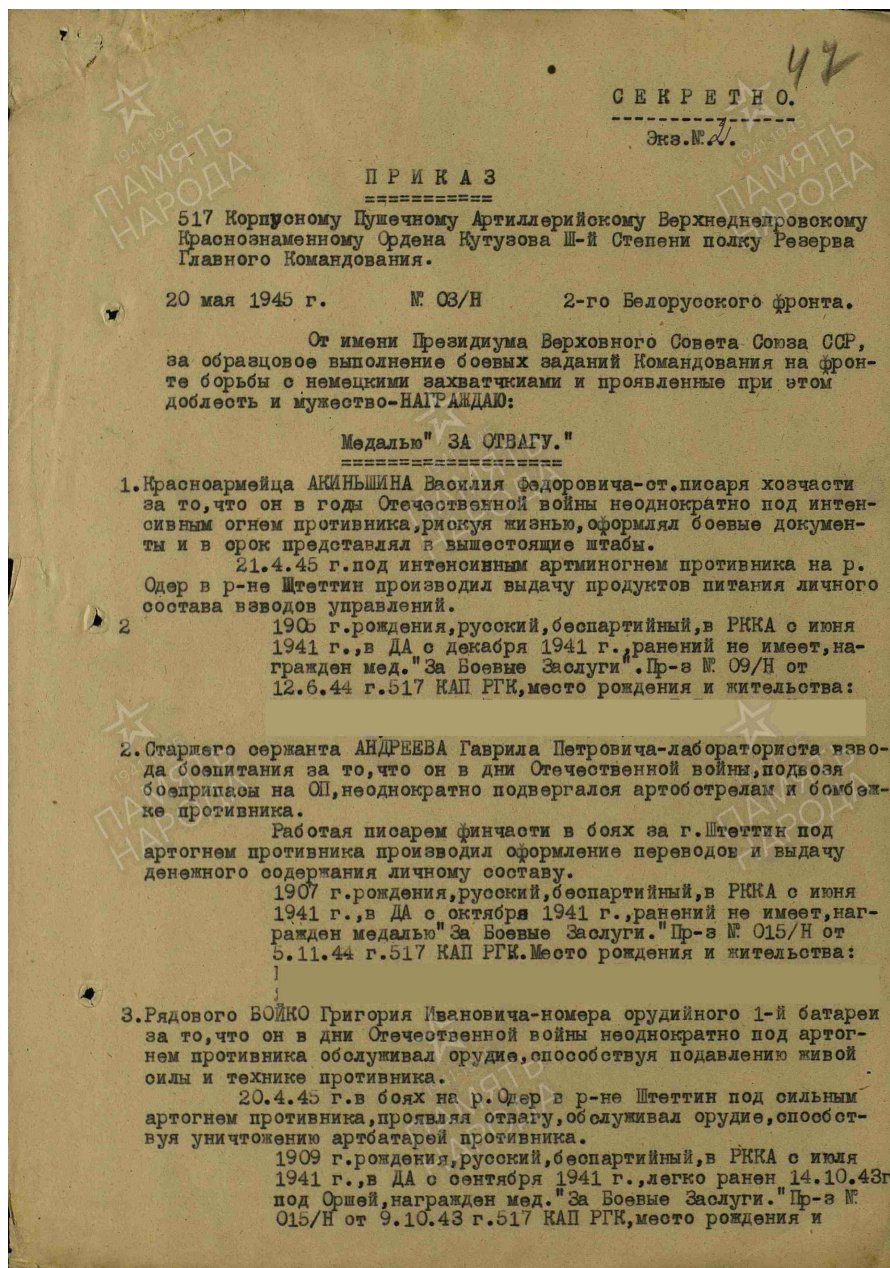 47
СЕКРЕТНО.
Экз.№2.
ПРИКАЗ
517 Корпусному Пушечному Артиллерийскому Верхнеднепровскому
Краснознаменному Ордена Кутузова Ш-й Степени полку Резерва
Главного Командования.
20 мая 1945 г. № 03/Н 2-го Белорусского фронта.
От имени Президиума Верховного Совета Союза ССР,
за образцовое выполнение боевых заданий Командования на фрон-
те борьбы с немецкими захватчкиами и проявленные при этом
доблесть и мужество-НАГРАЖДАЮ:
Медалью" ЗА ОТВАГУ."
1.Красноармейца АКИНЬШИНА Василия Федоровича-ст.писаря хозчасти
за то,что он в годы Отечественной войны неоднократно под интен-
сивным огнем противника,рискуя жизнью,оформлял боевые докумен-
ты и в срок представлял в вышестоящие штабы.
21.4.45 г.под интенсивным артминогнем противника на р.
Одер в р-не Штеттин производил выдачу продуктов питания личного
состава взводов управлений.
2 1905 г.рождения,русский,беспартийный,в РККА с июня
1941 г.,в ДА с декабря 1941 г.,ранений не имеет,на-
гражден мед."За Боевые Заслуги".Пр-з № 09/Н от
12.6.44 г.517 КАП РГК,место рождения и жительства:
2.Старшего сержанта АНДРЕЕВА Гаврила Петровича-лабораториста взво-
да боепитания за то,что он в дни Отечественной войны,подвозя
боеприпасы на ОП,неоднократно подвергался артобстрелам и бомбеж-
ке противника.
Работая писарем финчасти в боях за г.Штеттин под
артогнем противника производил оформление переводов и выдачу
денежного содержания личному составу.
1907 г.рождения,русский,беспартийный,в РККА с июня
1941 г.,в ДА с октября 1941 г.,ранений не имеет,наг-
ражден медалью"За Боевые Заслуги."Пр-з № 015/Н от
5.11.44 г.517 КАП РГК.Место рождения и жительства:
3.Рядового БОЙКО Григория Ивановича-номера орудийного 1-й батареи
за то,что он в дни Отечественной войны неоднократно под артог-
нем противника обслуживал орудие,способствуя подавлению живой
силы и технике противника.
20.4.45 г.в боях на р.Одер в р-не Штеттин под сильным
артогнем противника,проявляя отвагу,обслуживал орудие,спообст-
вуя уничтожению артбатарей противника.
1909 г.рождения,русский,беспартийный,в РККА с июля
1941 г.,в ДА с сентября 1941 г.,легко ранен 14.10.43г
под Оршей,награжден мед."За Боевые Заслуги."Пр-з №
015/Н от 9.10.43 г.517 КАП РГК,место рождения и
1941-1945
ПАМЯТЬ
НАРОДА